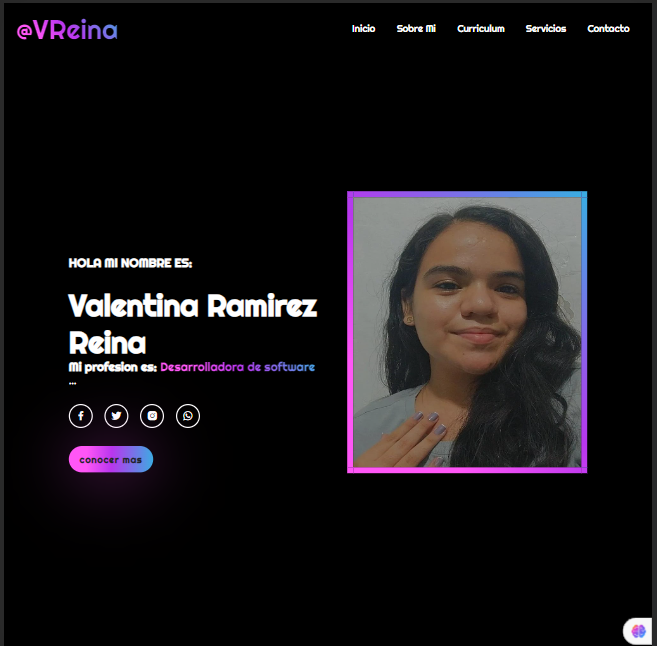 @VReina
Inicio Sobre Mi Curriculum Servicios Contacto
HOLA MI NOMBRE ES:
Valentina Ramirez
Reina
Mi profesion es: Desarrolladora de software
...
conocer mas